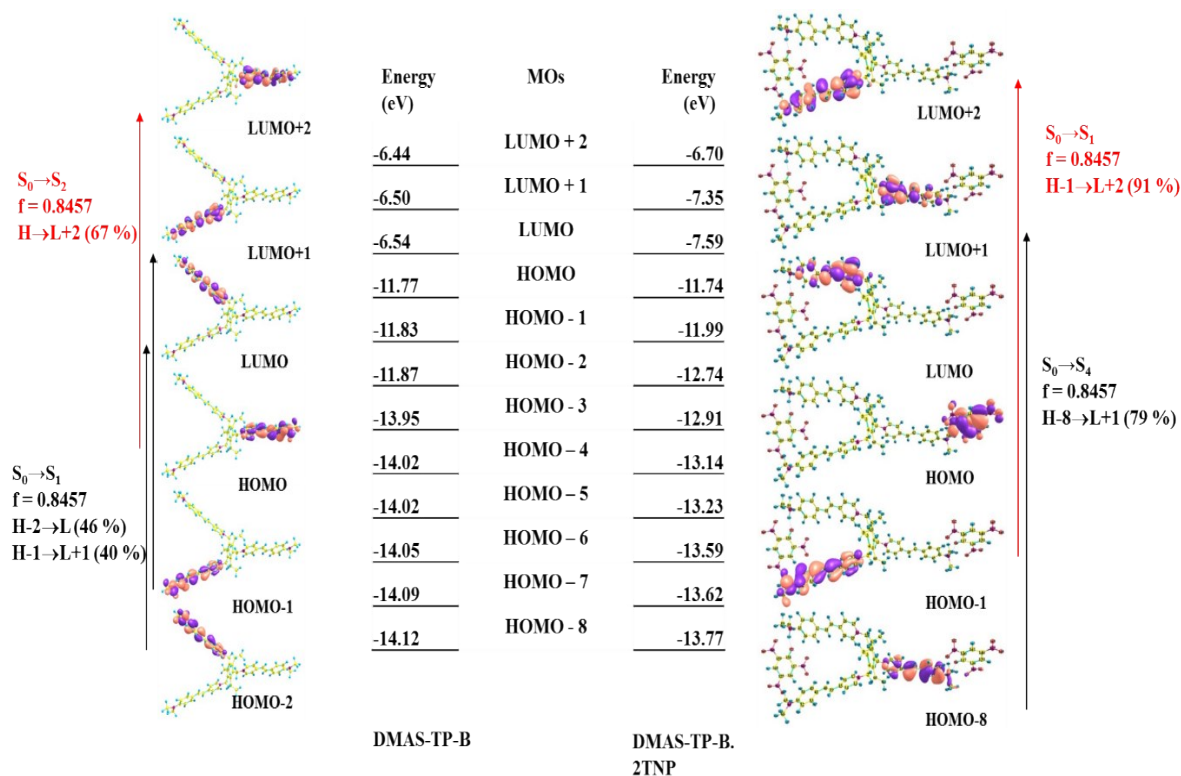 LUMO+2
LUMO+1
LUMO
HOMO
HOMO-1
HOMO-2
S₀→S₂
f = 0.8457
H→L+2 (67 %)
S₀→S₁
f = 0.8457
H-2→L (46 %)
H-1→L+1 (40 %)
Energy MOs Energy
(eV) (eV)
-6.44 LUMO + 2 -6.70
-6.50 LUMO + 1 -7.35
-6.54 LUMO -7.59
-11.77 HOMO -11.74
-11.83 HOMO - 1 -11.99
-11.87 HOMO - 2 -12.74
-13.95 HOMO - 3 -12.91
-14.02 HOMO – 4 -13.14
-14.02 HOMO – 5 -13.23
-14.05 HOMO – 6 -13.59
-14.09 HOMO – 7 -13.62
-14.12 HOMO - 8 -13.77
DMAS-TP-B DMAS-TP-B.
2TNP
LUMO+2
LUMO+1
LUMO
HOMO
HOMO-1
HOMO-8
S₀→S₁
f = 0.8457
H-1→L+2 (91 %)
S₀→S₄
f = 0.8457
H-8→L+1 (79 %)